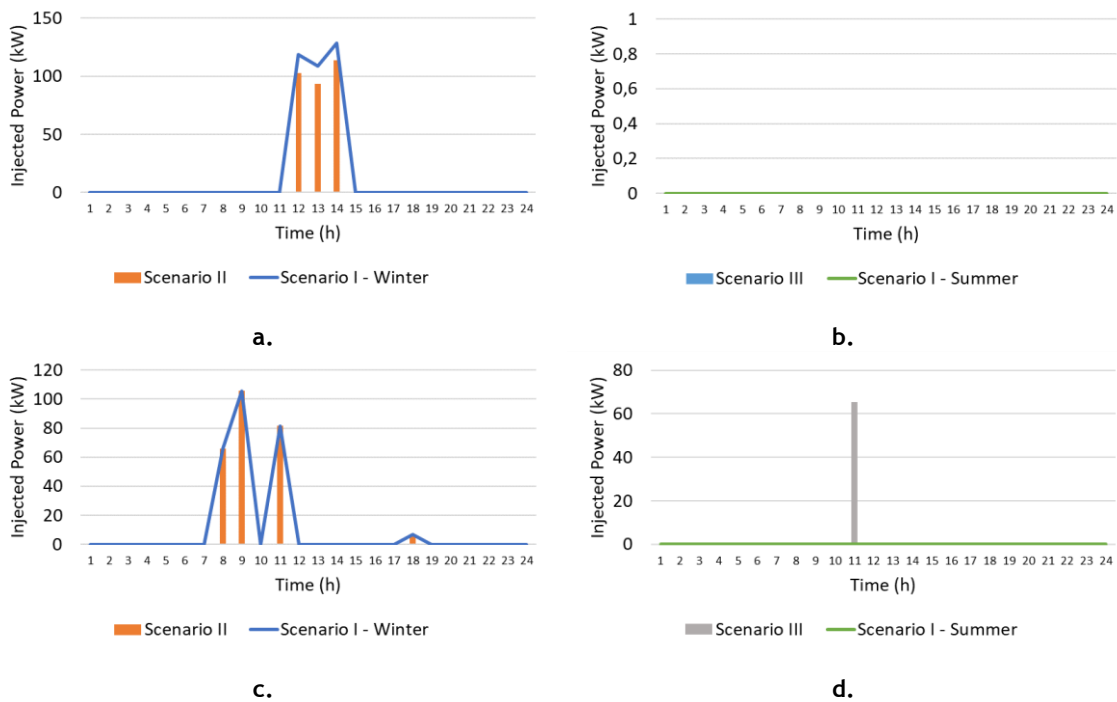 Injected Power (kW)
150
100
50
0
1 2 3 4 5 6 7 8 9 10 11 12 13 14 15 16 17 18 19 20 21 22 23 24
Time (h)
Scenario II Scenario I - Winter
a.
Injected Power (kW)
1
0,8
0,6
0,4
0,2
0
1 2 3 4 5 6 7 8 9 10 11 12 13 14 15 16 17 18 19 20 21 22 23 24
Time (h)
Scenario III Scenario I - Summer
b.
Injected Power (kW)
120
100
80
60
40
20
0
1 2 3 4 5 6 7 8 9 10 11 12 13 14 15 16 17 18 19 20 21 22 23 24
Time (h)
Scenario II Scenario I - Winter
c.
Injected Power (kW)
80
60
40
20
0
1 2 3 4 5 6 7 8 9 10 11 12 13 14 15 16 17 18 19 20 21 22 23 24
Time (h)
Scenario III Scenario I - Summer
d.